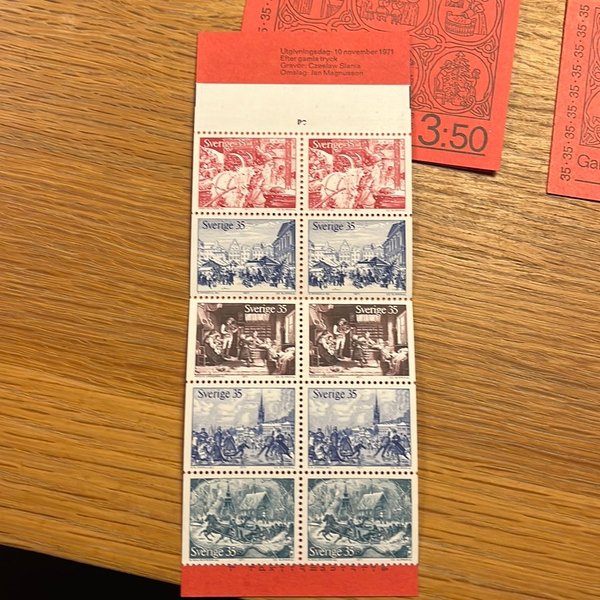 Utgivningsdag: 10 november 1971
Efter gamla tryck
Gravör: Czesław Słania
Omslag: Jan Magnusson
3:50
35·35·35·35·35·35
Sverige 35 Sverige 35
Sverige 35 Sverige 35
Sverige 35 Sverige 35
Sverige 35 Sverige 35
Sverige 35 Sverige 35